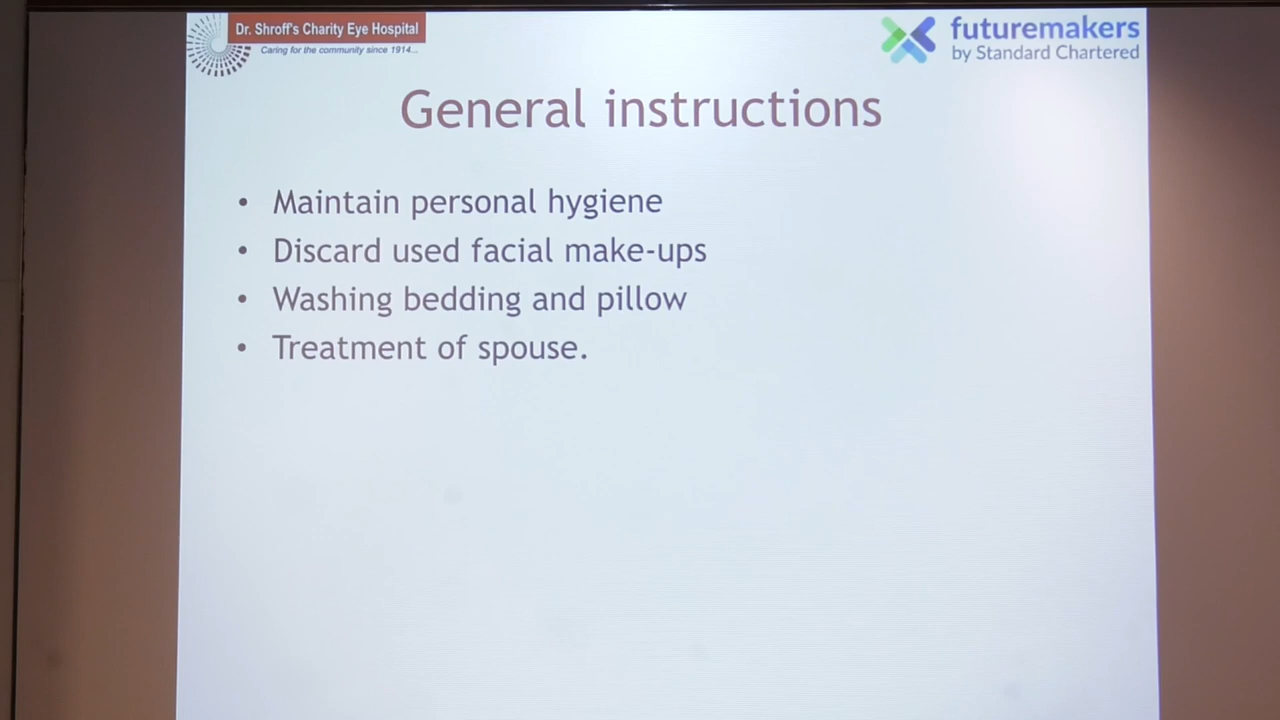 Dr. Shroff's Charity Eye Hospital
Caring for the community since 1914...
futuremakers
by Standard Chartered
General instructions
• Maintain personal hygiene
• Discard used facial make-ups
• Washing bedding and pillow
• Treatment of spouse.